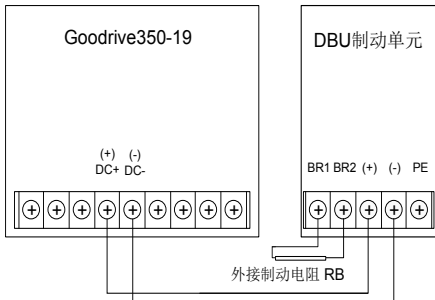 Goodrive350-19
(+) (-)
DC+ DC-
DBU制动单元
BR1 BR2 (+) (-) PE
外接制动电阻 RB